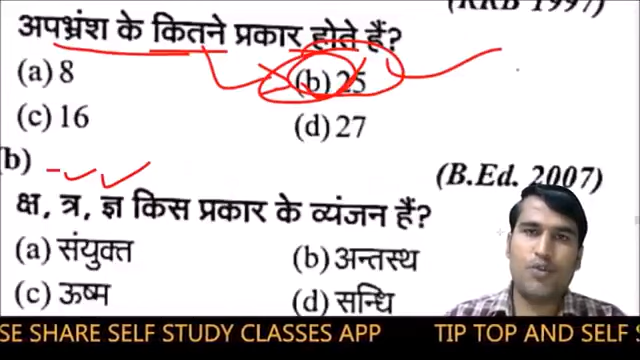 (RRB 1997)
अपभ्रंश के कितने प्रकार होते हैं?
(a) 8 (b) 25
(c) 16 (d) 27
(b)
(B.Ed. 2007)
क्ष, त्र, ज्ञ किस प्रकार के व्यंजन हैं?
(a) संयुक्त (b) अन्तस्थ
(c) ऊष्म (d) सन्धि
SE SHARE SELF STUDY CLASSES APP TIP TOP AND SELF S